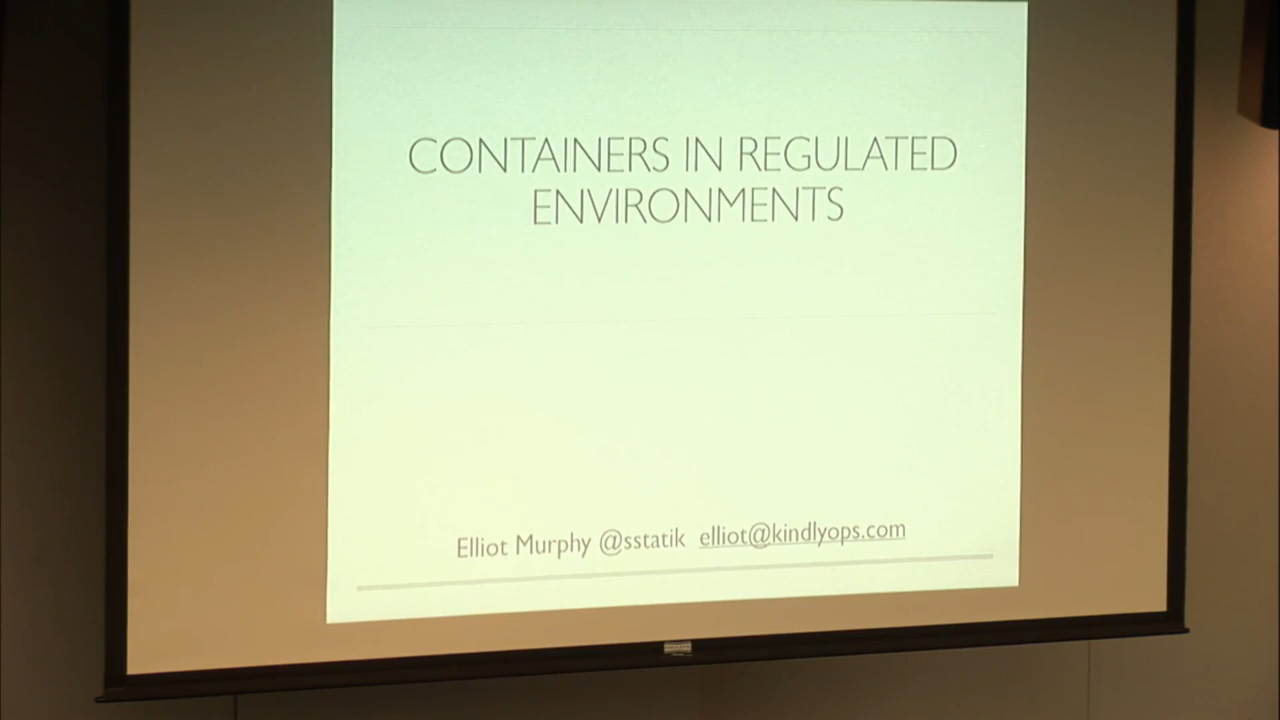 CONTAINERS IN REGULATED
ENVIRONMENTS
Elliot Murphy @sstatik elliot@kindlyops.com